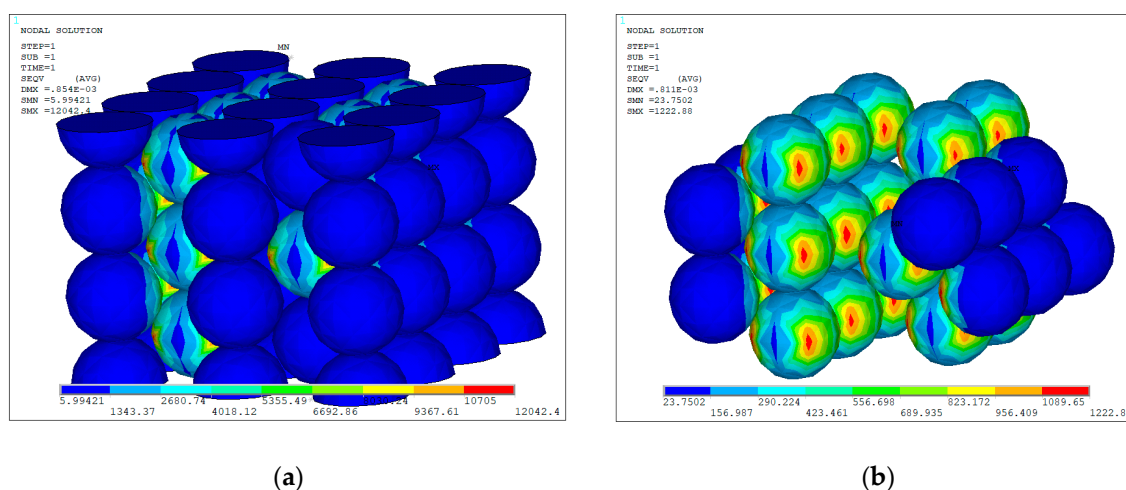 1
NODAL SOLUTION
STEP=1
SUB =1
TIME=1
SEQV (AVG)
DMX =.854E-03
SMN =5.99421
SMX =12042.4
MN
5.99421 2680.74 5355.49 10705
1343.37 4018.12 6692.86 9367.61 12042.4
(a)
1
NODAL SOLUTION
STEP=1
SUB =1
TIME=1
SEQV (AVG)
DMX =.811E-03
SMN =23.7502
SMX =1222.88
MX
23.7502 290.224 556.698 823.172 1089.65
156.987 423.461 689.935 956.409 1222.8
(b)